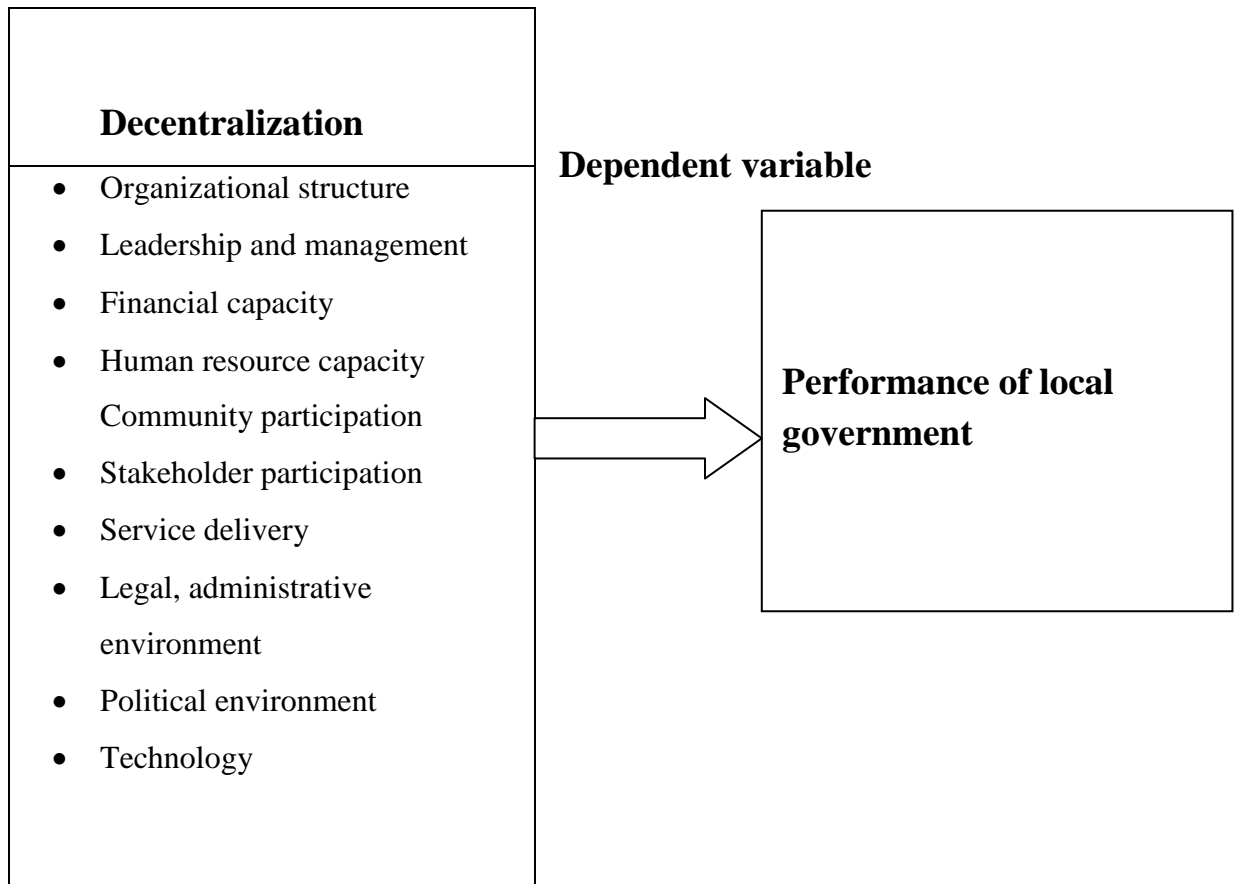 Decentralization
• Organizational structure
• Leadership and management
• Financial capacity
• Human resource capacity
Community participation
• Stakeholder participation
• Service delivery
• Legal, administrative
environment
• Political environment
• Technology
Dependent variable
Performance of local
government